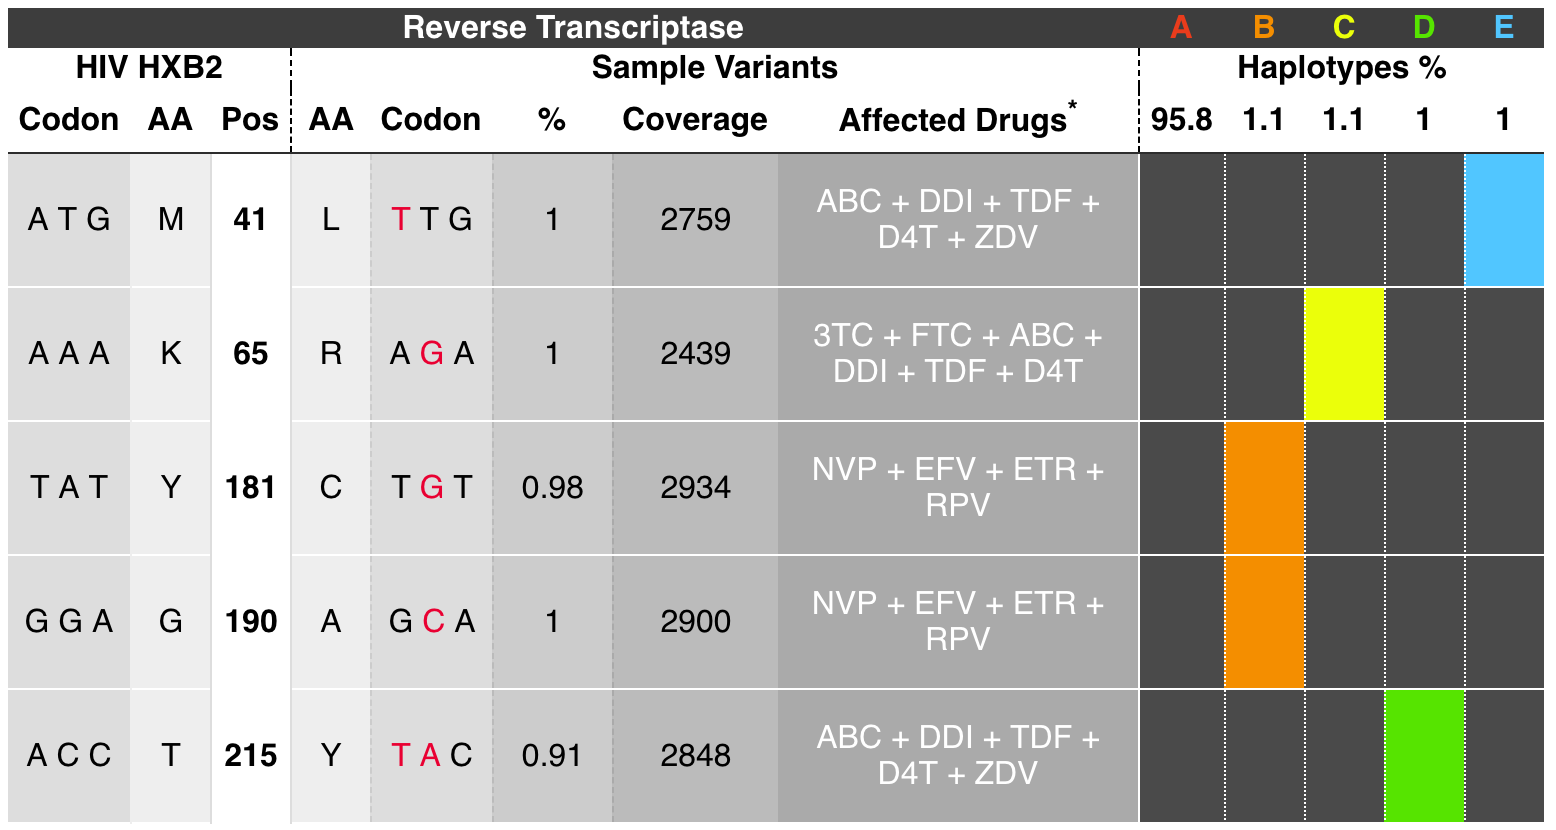 Reverse Transcriptase A B C D E
HIV HXB2 Sample Variants Haplotypes %
Codon AA Pos AA Codon % Coverage Affected Drugs* 95.8 1.1 1.1 1 1
A T G M 41 L T T G 1 2759 ABC + DDI + TDF +
D4T + ZDV
A A A K 65 R A G A 1 2439 3TC + FTC + ABC +
DDI + TDF + D4T
T A T Y 181 C T G T 0.98 2934 NVP + EFV + ETR +
RPV
G G A G 190 A G C A 1 2900 NVP + EFV + ETR +
RPV
A C C T 215 Y T A C 0.91 2848 ABC + DDI + TDF +
D4T + ZDV